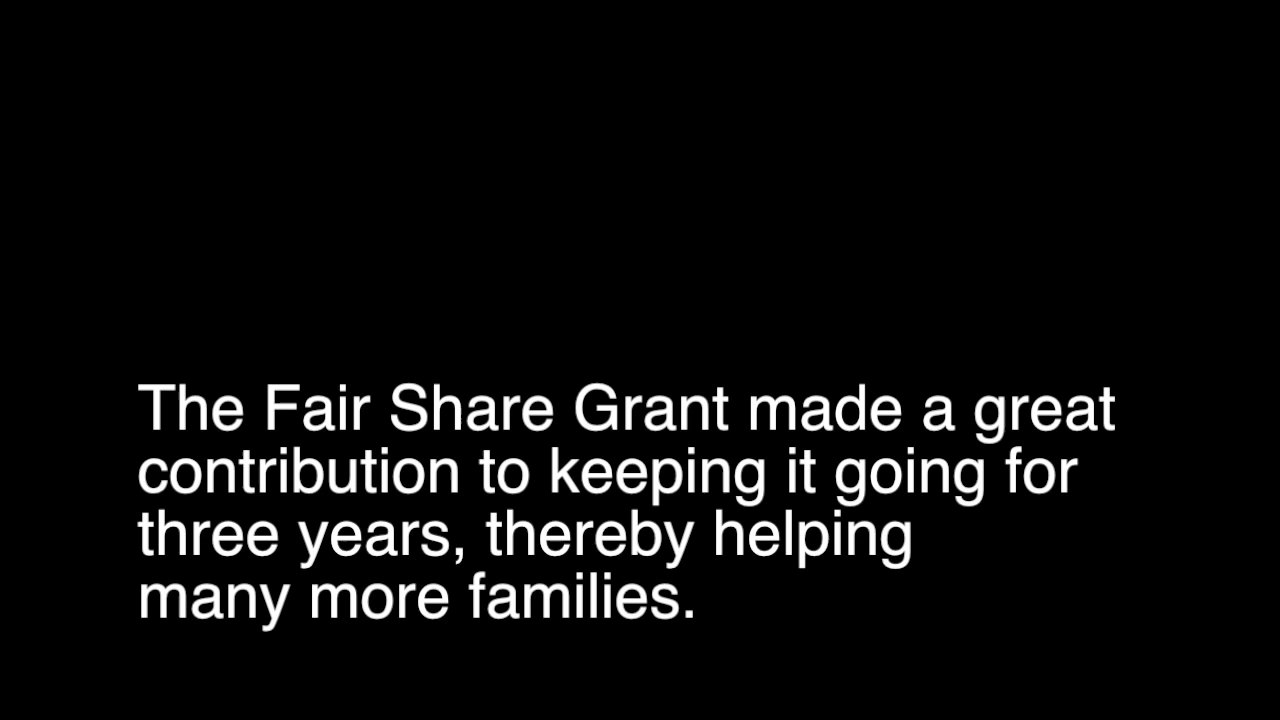 The Fair Share Grant made a great
contribution to keeping it going for
three years, thereby helping
many more families.